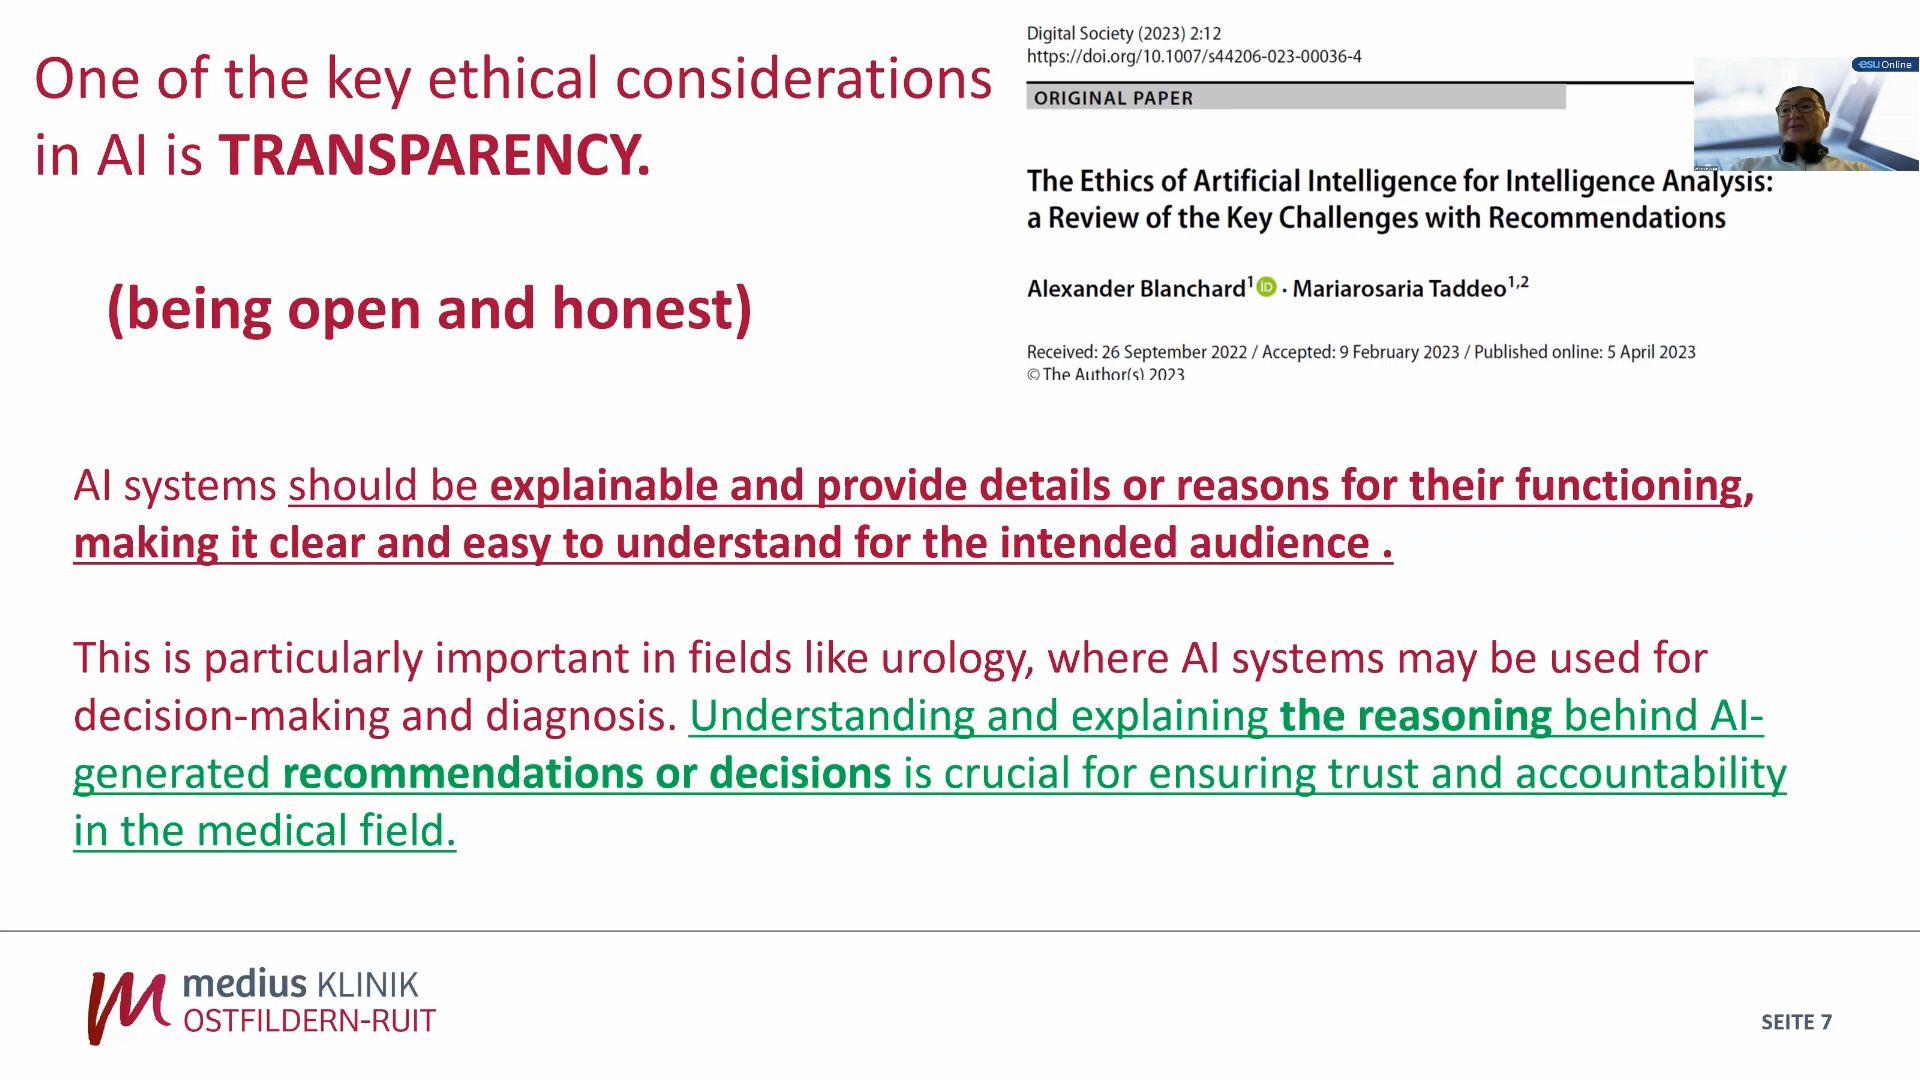 One of the key ethical considerations
in AI is TRANSPARENCY.
(being open and honest)
Digital Society (2023) 2:12
https://doi.org/10.1007/s44206-023-00036-4
ORIGINAL PAPER
The Ethics of Artificial Intelligence for Intelligence Analysis:
a Review of the Key Challenges with Recommendations
Alexander Blanchard1 iD · Mariarosaria Taddeo1,2
Received: 26 September 2022 / Accepted: 9 February 2023 / Published online: 5 April 2023
© The Author(s) 2023
esu Online
AI systems should be explainable and provide details or reasons for their functioning,
making it clear and easy to understand for the intended audience .
This is particularly important in fields like urology, where AI systems may be used for
decision-making and diagnosis. Understanding and explaining the reasoning behind AI-
generated recommendations or decisions is crucial for ensuring trust and accountability
in the medical field.
medius KLINIK
OSTFILDERN-RUIT
SEITE 7